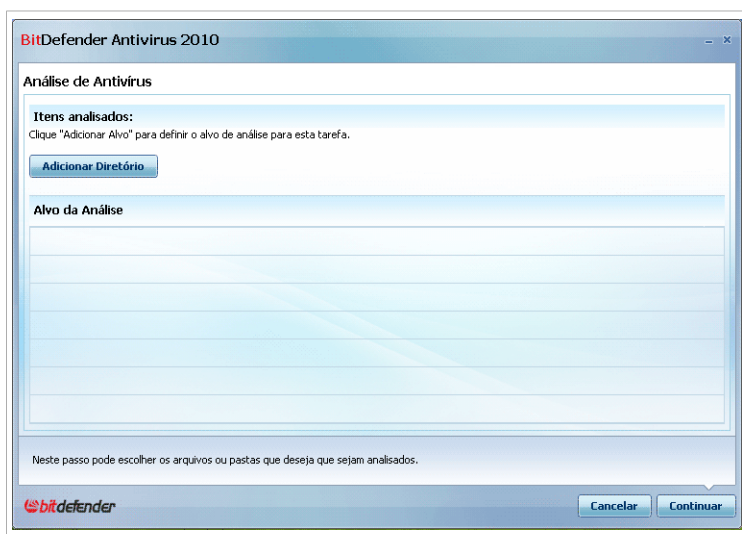 BitDefender Antivirus 2010
Análise de Antivírus
Itens analisados:
Clique "Adicionar Alvo" para definir o alvo de análise para esta tarefa.
Adicionar Diretório
Alvo da Análise
Neste passo pode escolher os arquivos ou pastas que deseja que sejam analisados.
bitdefender
Cancelar
Continuar